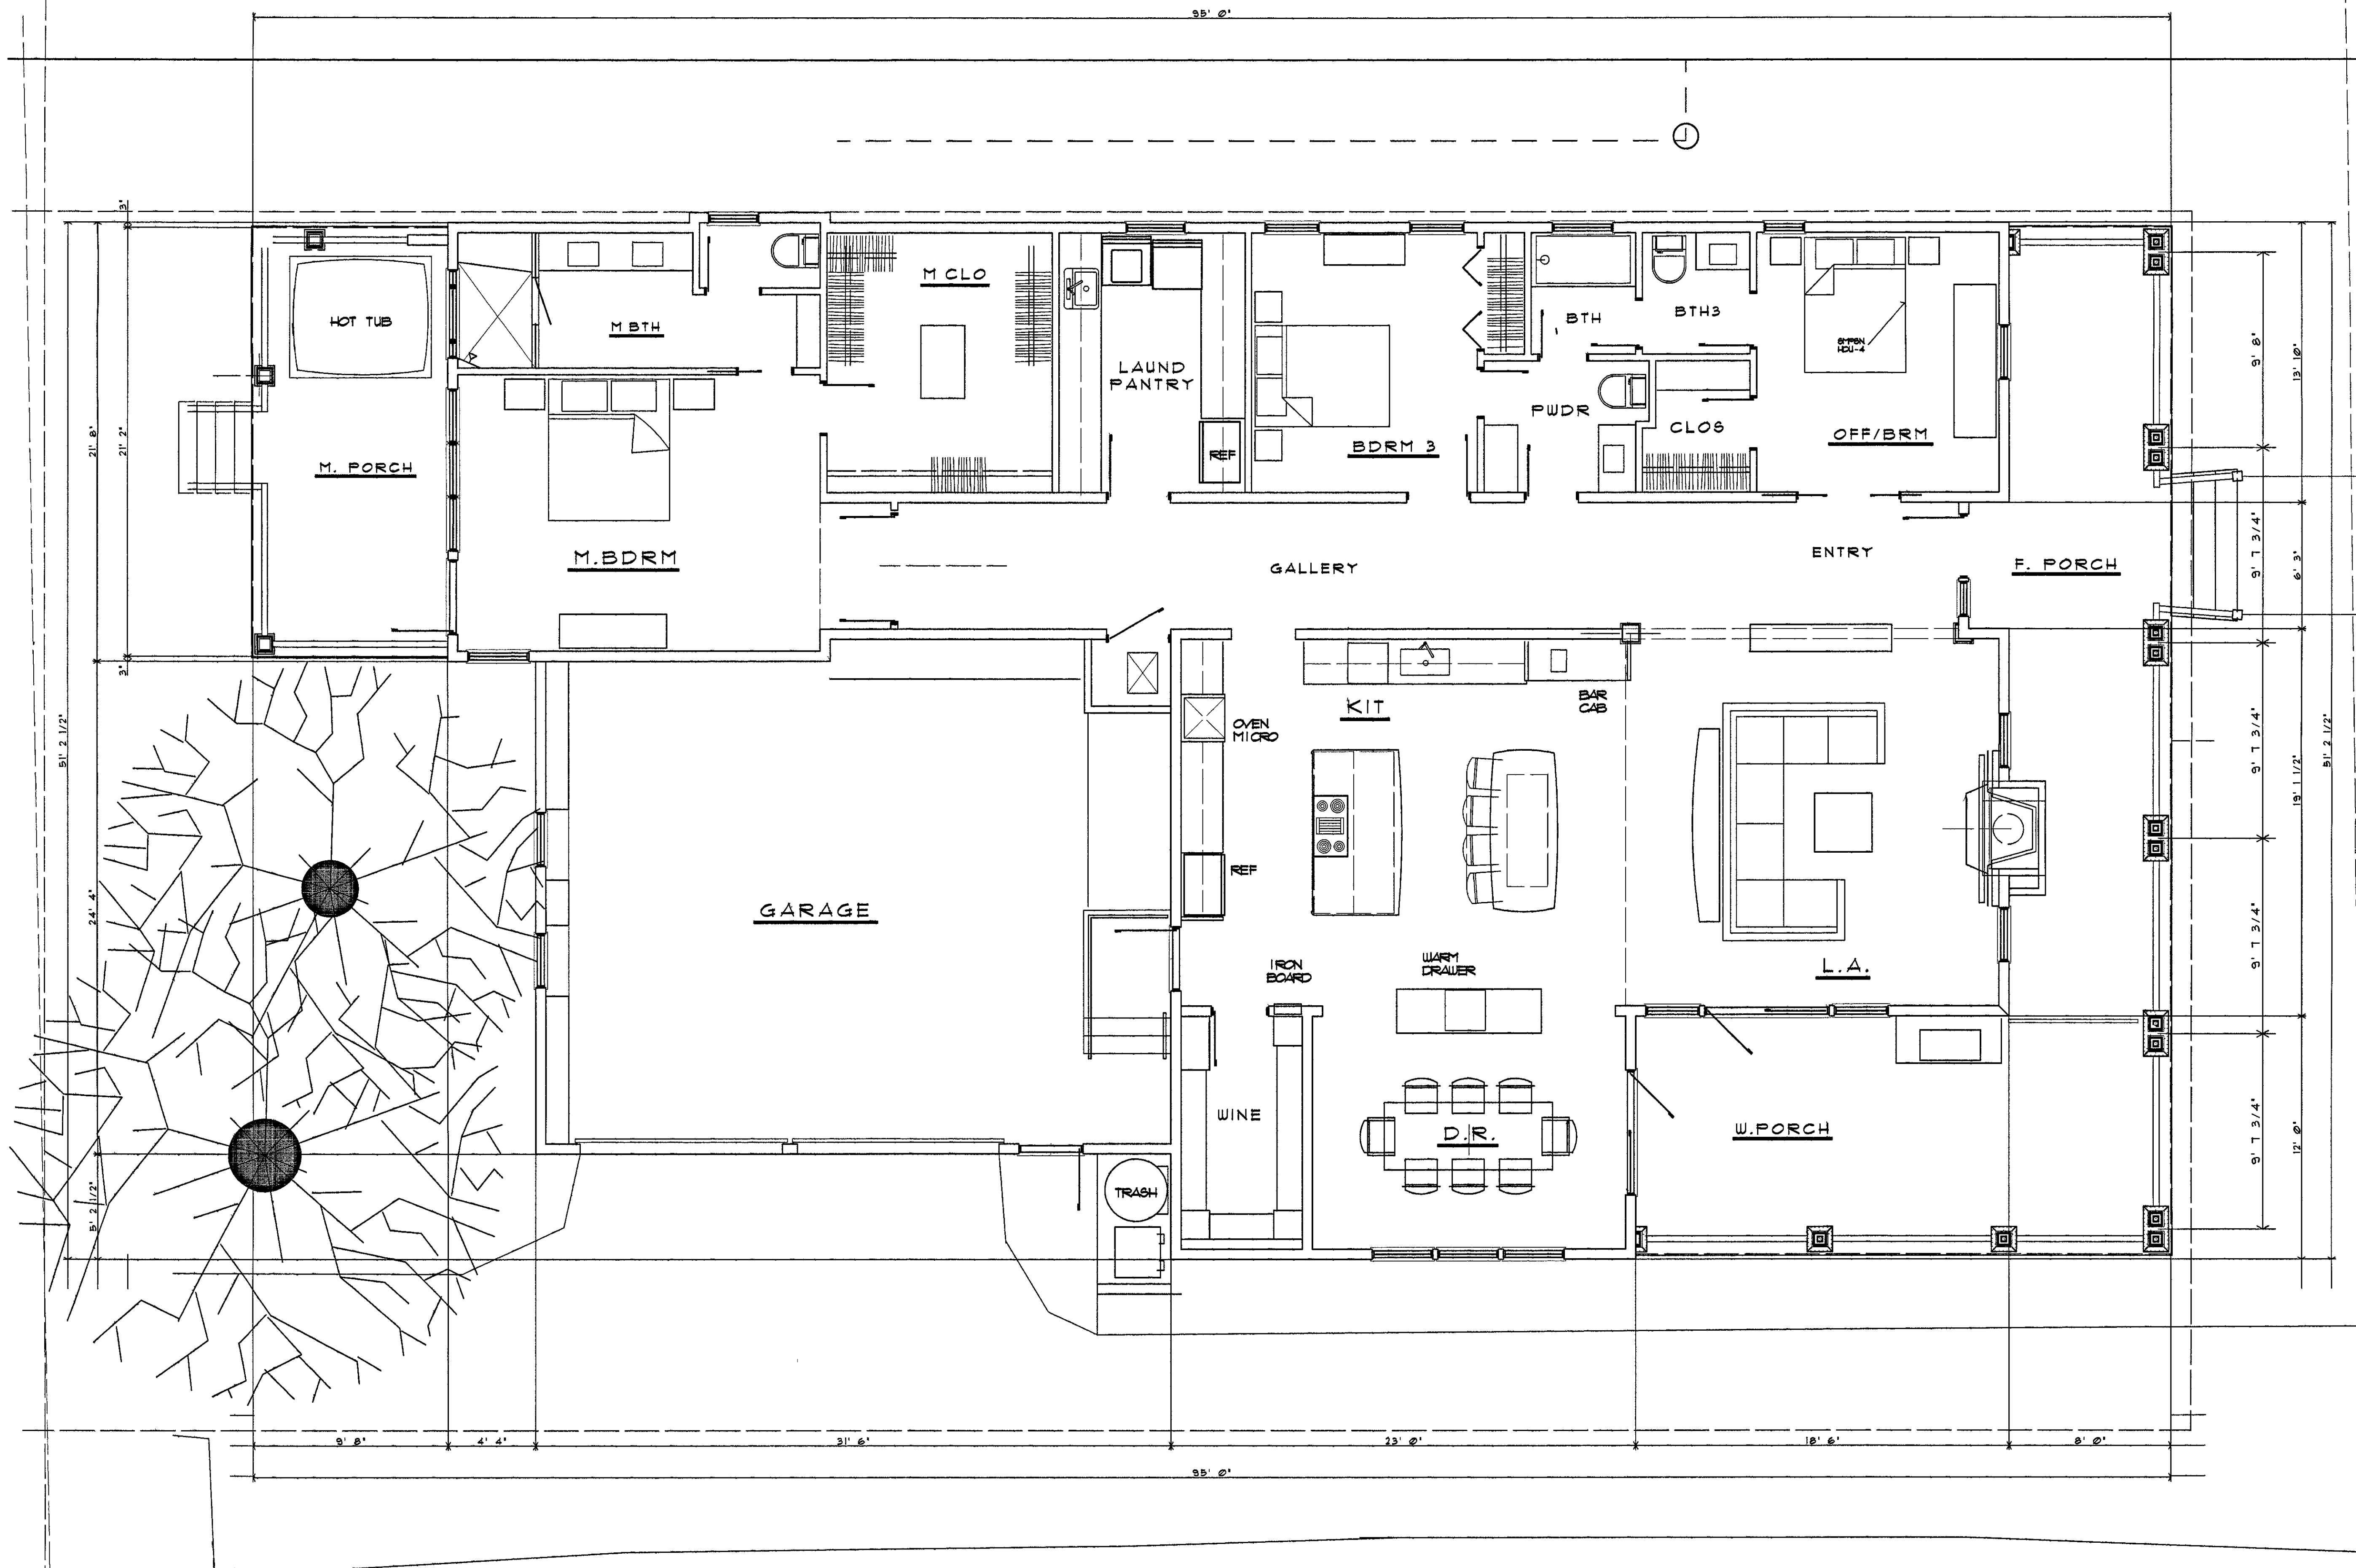 95' 0"
3"
HOT TUB
M BTH
M CLO
LAUND
PANTRY
REF
BDRM 3
BTH
BTH3
PWDR
CLOS
SMPSN
HDU-4
OFF/BRM
M. PORCH
M.BDRM
GALLERY
ENTRY
F. PORCH
21' 8"
21' 2"
3"
51' 2 1/2"
24' 4"
5' 2 1/2"
9' 8"
13' 10"
9' 7 3/4"
6' 3"
9' 7 3/4"
19' 1 1/2"
51' 2 1/2"
9' 7 3/4"
9' 7 3/4"
12' 0"
KIT
BAR
CAB
OVEN
MICRO
REF
GARAGE
IRON
BOARD
WARM
DRAWER
L.A.
WINE
D.R.
W.PORCH
TRASH
9' 8"
4' 4"
31' 6"
23' 0"
18' 6"
8' 0"
95' 0"